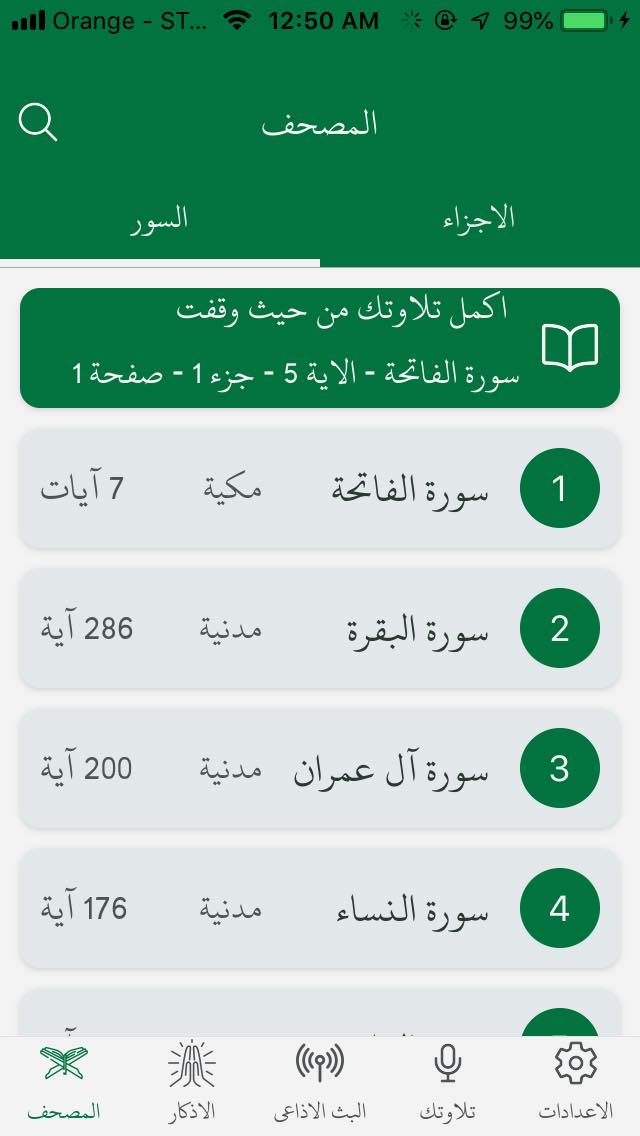 Orange - ST... 12:50 AM 99%
المصحف
الاجزاء
السور
اكمل تلاوتك من حيث وقفت
سورة الفاتحة - الاية 5 - جزء 1 - صفحة 1
1 سورة الفاتحة مكية 7 آيات
2 سورة البقرة مدنية 286 آية
3 سورة آل عمران مدنية 200 آية
4 سورة النساء مدنية 176 آية
الاعدادات
تلاوتك
البث الاذاعى
الاذكار
المصحف